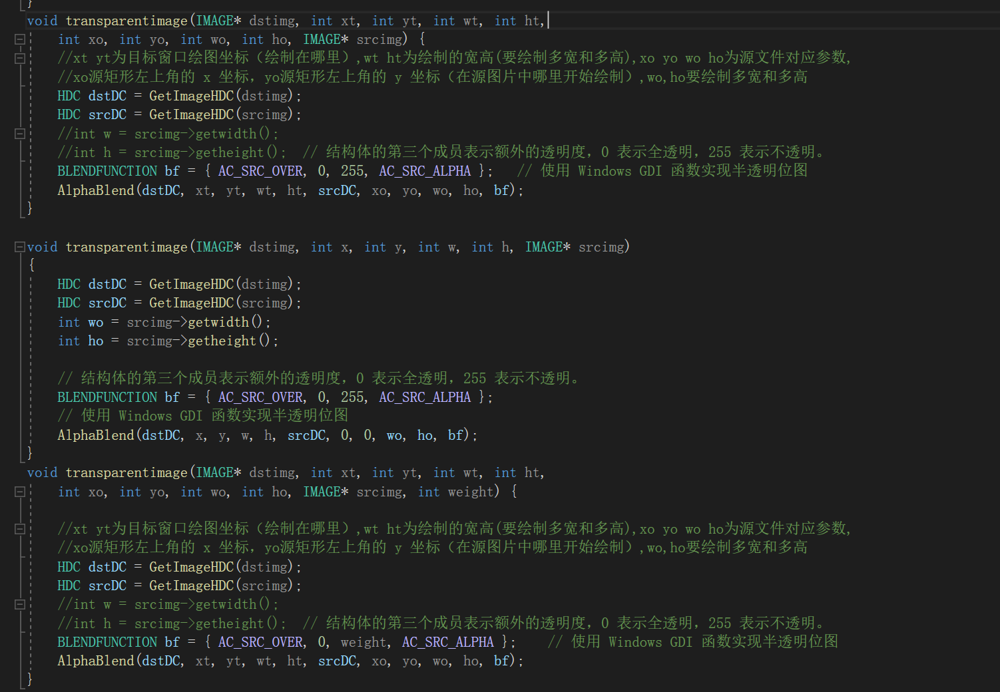 }
void transparentimage(IMAGE* dstimg, int xt, int yt, int wt, int ht,
    int xo, int yo, int wo, int ho, IMAGE* srcimg) {
    //xt yt为目标窗口绘图坐标（绘制在哪里）,wt ht为绘制的宽高(要绘制多宽和多高),xo yo wo ho为源文件对应参数,
    //xo源矩形左上角的 x 坐标，yo源矩形左上角的 y 坐标（在源图片中哪里开始绘制）,wo,ho要绘制多宽和多高
    HDC dstDC = GetImageHDC(dstimg);
    HDC srcDC = GetImageHDC(srcimg);
    //int w = srcimg->getwidth();
    //int h = srcimg->getheight();  // 结构体的第三个成员表示额外的透明度，0 表示全透明，255 表示不透明。
    BLENDFUNCTION bf = { AC_SRC_OVER, 0, 255, AC_SRC_ALPHA };   // 使用 Windows GDI 函数实现半透明位图
    AlphaBlend(dstDC, xt, yt, wt, ht, srcDC, xo, yo, wo, ho, bf);
}

void transparentimage(IMAGE* dstimg, int x, int y, int w, int h, IMAGE* srcimg)
{
    HDC dstDC = GetImageHDC(dstimg);
    HDC srcDC = GetImageHDC(srcimg);
    int wo = srcimg->getwidth();
    int ho = srcimg->getheight();

    // 结构体的第三个成员表示额外的透明度，0 表示全透明，255 表示不透明。
    BLENDFUNCTION bf = { AC_SRC_OVER, 0, 255, AC_SRC_ALPHA };
    // 使用 Windows GDI 函数实现半透明位图
    AlphaBlend(dstDC, x, y, w, h, srcDC, 0, 0, wo, ho, bf);
}
void transparentimage(IMAGE* dstimg, int xt, int yt, int wt, int ht,
    int xo, int yo, int wo, int ho, IMAGE* srcimg, int weight) {

    //xt yt为目标窗口绘图坐标（绘制在哪里）,wt ht为绘制的宽高(要绘制多宽和多高),xo yo wo ho为源文件对应参数,
    //xo源矩形左上角的 x 坐标，yo源矩形左上角的 y 坐标（在源图片中哪里开始绘制）,wo,ho要绘制多宽和多高
    HDC dstDC = GetImageHDC(dstimg);
    HDC srcDC = GetImageHDC(srcimg);
    //int w = srcimg->getwidth();
    //int h = srcimg->getheight();  // 结构体的第三个成员表示额外的透明度，0 表示全透明，255 表示不透明。
    BLENDFUNCTION bf = { AC_SRC_OVER, 0, weight, AC_SRC_ALPHA };    // 使用 Windows GDI 函数实现半透明位图
    AlphaBlend(dstDC, xt, yt, wt, ht, srcDC, xo, yo, wo, ho, bf);
}